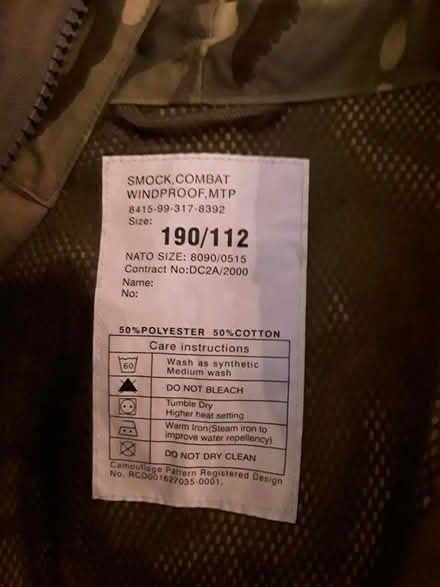 SMOCK,COMBAT
WINDPROOF,MTP
8415-99-317-8392
Size:
190/112
NATO SIZE: 8090/0515
Contract No:DC2A/2000
Name:
No:
50%POLYESTER 50%COTTON
Care instructions
60
Wash as synthetic
Medium wash
DO NOT BLEACH
Tumble Dry
Higher heat setting
Warm Iron(Steam iron to
improve water repellency)
DO NOT DRY CLEAN
Camouflage Pattern Registered Design
No. RCD001627035-0001.